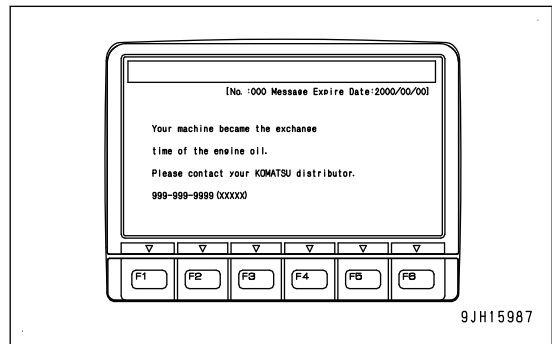 [No. :000 Message Expire Date:2000/00/00]
Your machine became the exchange
time of the engine oil.
Please contact your KOMATSU distributor.
999-999-9999(XXXXX)
F1 F2 F3 F4 F5 F6
9JH15987